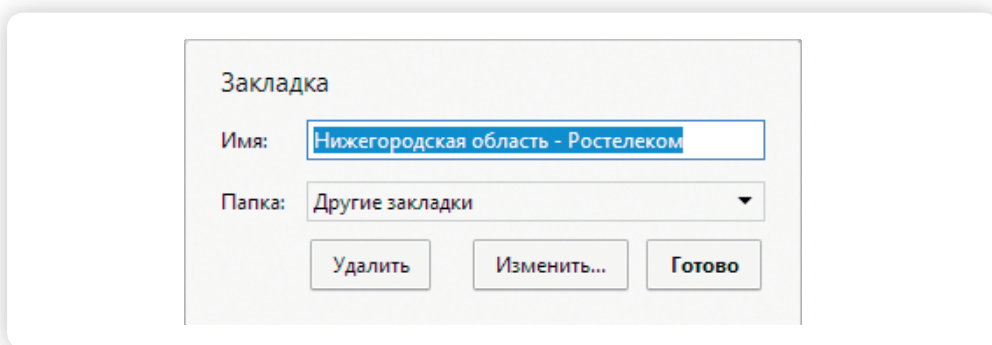 Закладка
Имя: Нижегородская область - Ростелеком
Папка: Другие закладки
Удалить Изменить... Готово